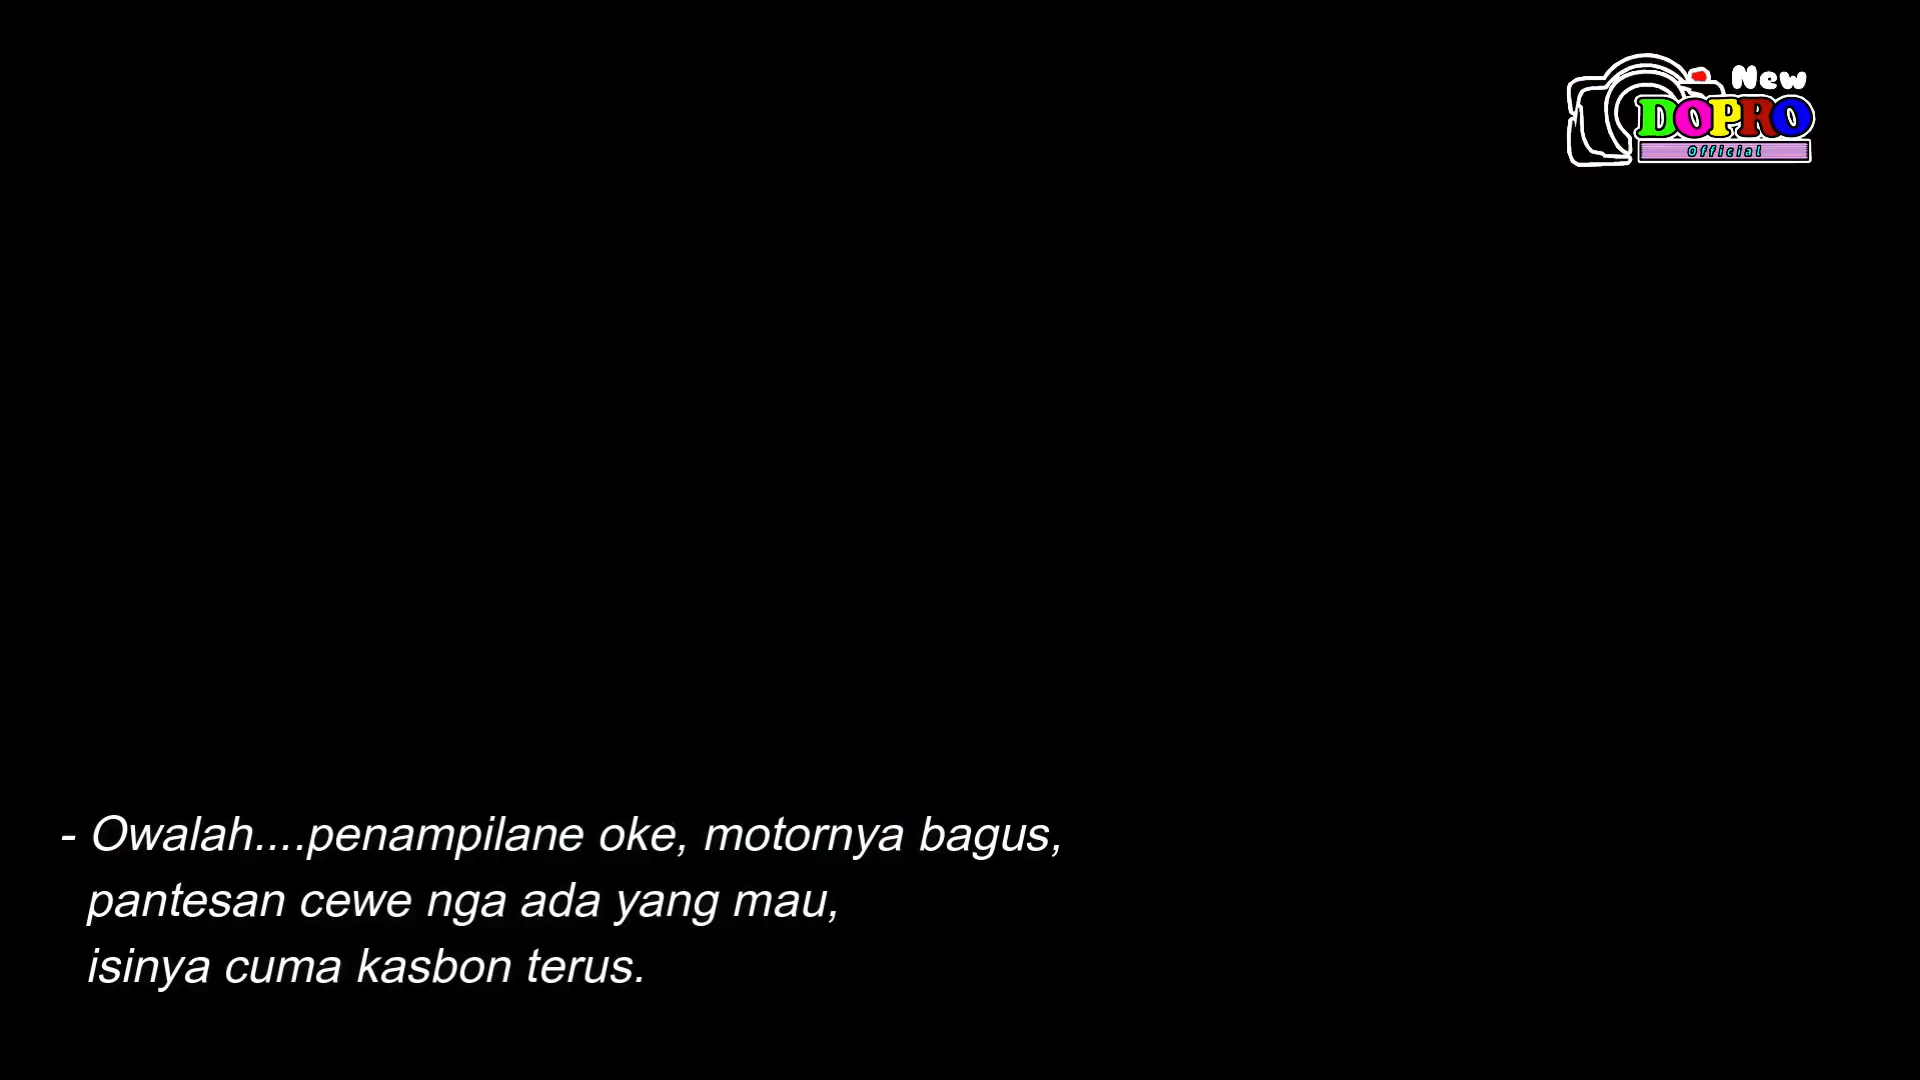 New
DOPRO
Official
- Owalah....penampilane oke, motornya bagus,
pantesan cewe nga ada yang mau,
isinya cuma kasbon terus.